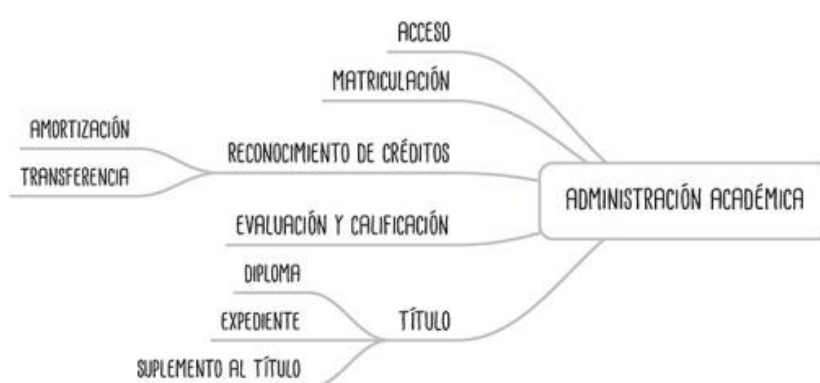 ACCESO
MATRICULACIÓN
AMORTIZACIÓN
RECONOCIMIENTO DE CRÉDITOS
TRANSFERENCIA
ADMINISTRACIÓN ACADÉMICA
EVALUACIÓN Y CALIFICACIÓN
DIPLOMA
EXPEDIENTE
TÍTULO
SUPLEMENTO AL TÍTULO